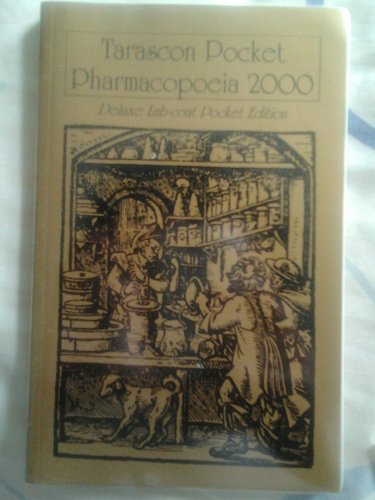 Tarascon Pocket
Pharmacopoeia 2000
Deluxe Lab-coat Pocket Edition